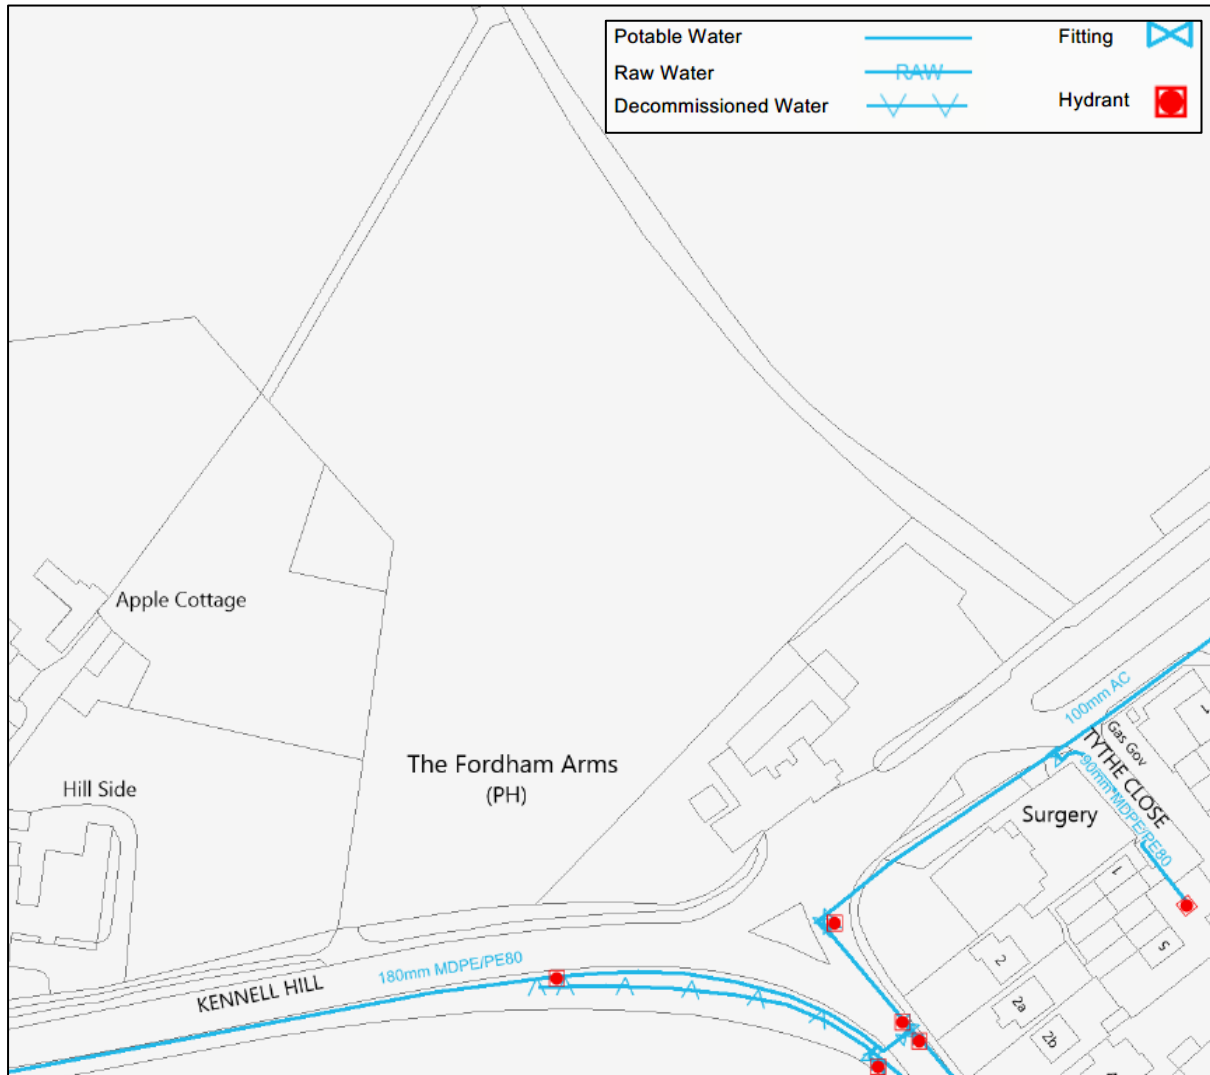 Potable Water
Fitting
Raw Water
RAW
Decommissioned Water
Hydrant
Apple Cottage
Hill Side
The Fordham Arms
(PH)
100mm AC
Gas Gov
TYTHE CLOSE
90mm MDPE/PE80
Surgery
1
1
5
2
2a
2b
180mm MDPE/PE80
KENNELL HILL